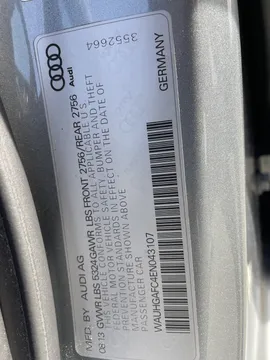 3552664
Audi
MFD. BY AUDI AG GERMANY
08.13 GVWR LBS 5324 GAWR LBS FRONT 2756/REAR 2756
THIS VEHICLE CONFORMS TO ALL APPLICABLE U.S.
FEDERAL MOTOR VEHICLE SAFETY BUMPER AND THEFT
PREVENTION STANDARDS IN EFFECT ON THE DATE OF
MANUFACTURE SHOWN ABOVE.
PASSENGER CAR
WAUHGAFC4EN043107